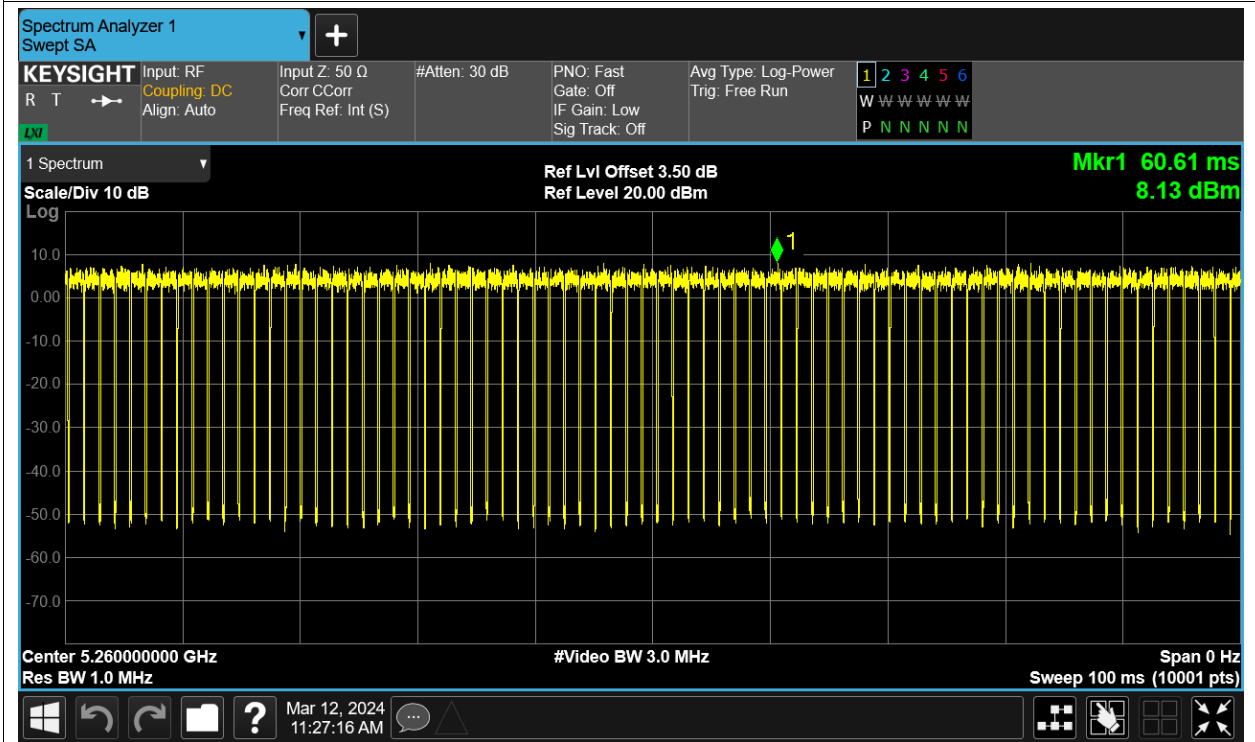 Spectrum Analyzer 1
Swept SA
KEYSIGHT
R T
LXI
Input: RF
Coupling: DC
Align: Auto
Input Z: 50 Ω
Corr CCorr
Freq Ref: Int (S)
#Atten: 30 dB
PNO: Fast
Gate: Off
IF Gain: Low
Sig Track: Off
Avg Type: Log-Power
Trig: Free Run
1 2 3 4 5 6
W W W W W W
P N N N N N
1 Spectrum
Scale/Div 10 dB
Ref Lvl Offset 3.50 dB
Ref Level 20.00 dBm
Mkr1 60.61 ms
8.13 dBm
Log
1
10.0
0.00
-10.0
-20.0
-30.0
-40.0
-50.0
-60.0
-70.0
Center 5.260000000 GHz
Res BW 1.0 MHz
#Video BW 3.0 MHz
Span 0 Hz
Sweep 100 ms (10001 pts)
?
Mar 12, 2024
11:27:16 AM